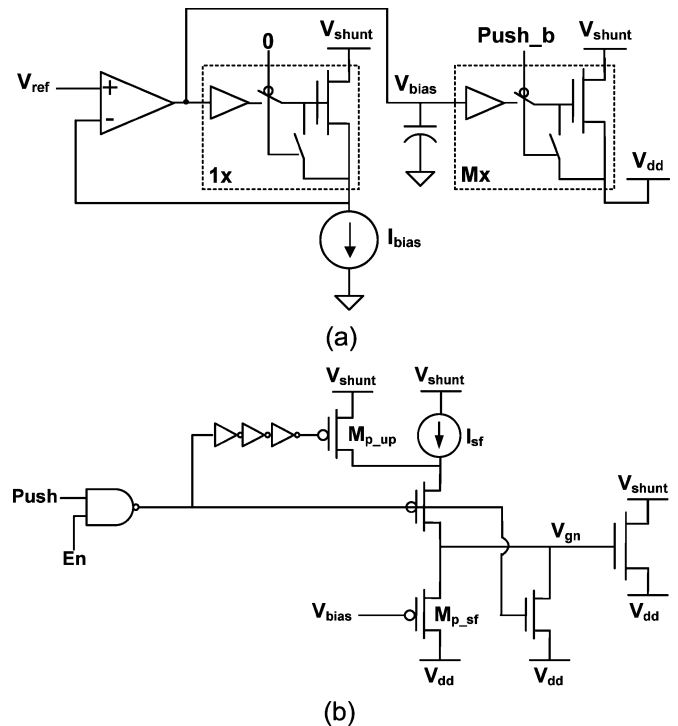 0
V_shunt
Push_b
V_shunt
V_ref
+
-
V_bias
V_dd
1x
Mx
I_bias
(a)
V_shunt
V_shunt
M_p_up
I_sf
Push
En
V_shunt
V_gn
V_bias
M_p_sf
V_dd
V_dd
V_dd
(b)